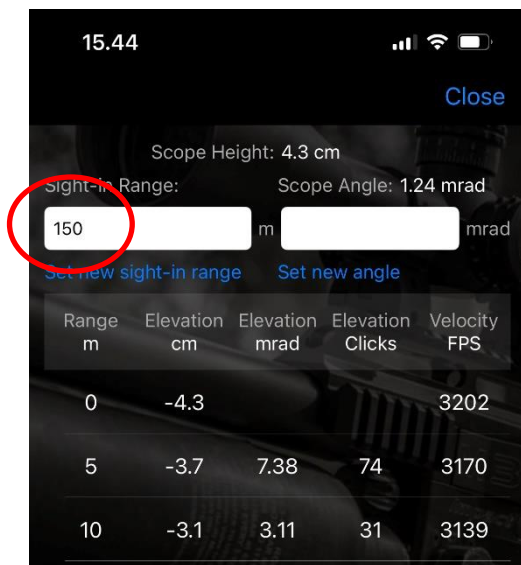 15.44
Close
Scope Height: 4.3 cm
Sight-in Range: Scope Angle: 1.24 mrad
150 m mrad
Set new sight-in range Set new angle
Range Elevation Elevation Elevation Velocity
m cm mrad Clicks FPS
0 -4.3 3202
5 -3.7 7.38 74 3170
10 -3.1 3.11 31 3139